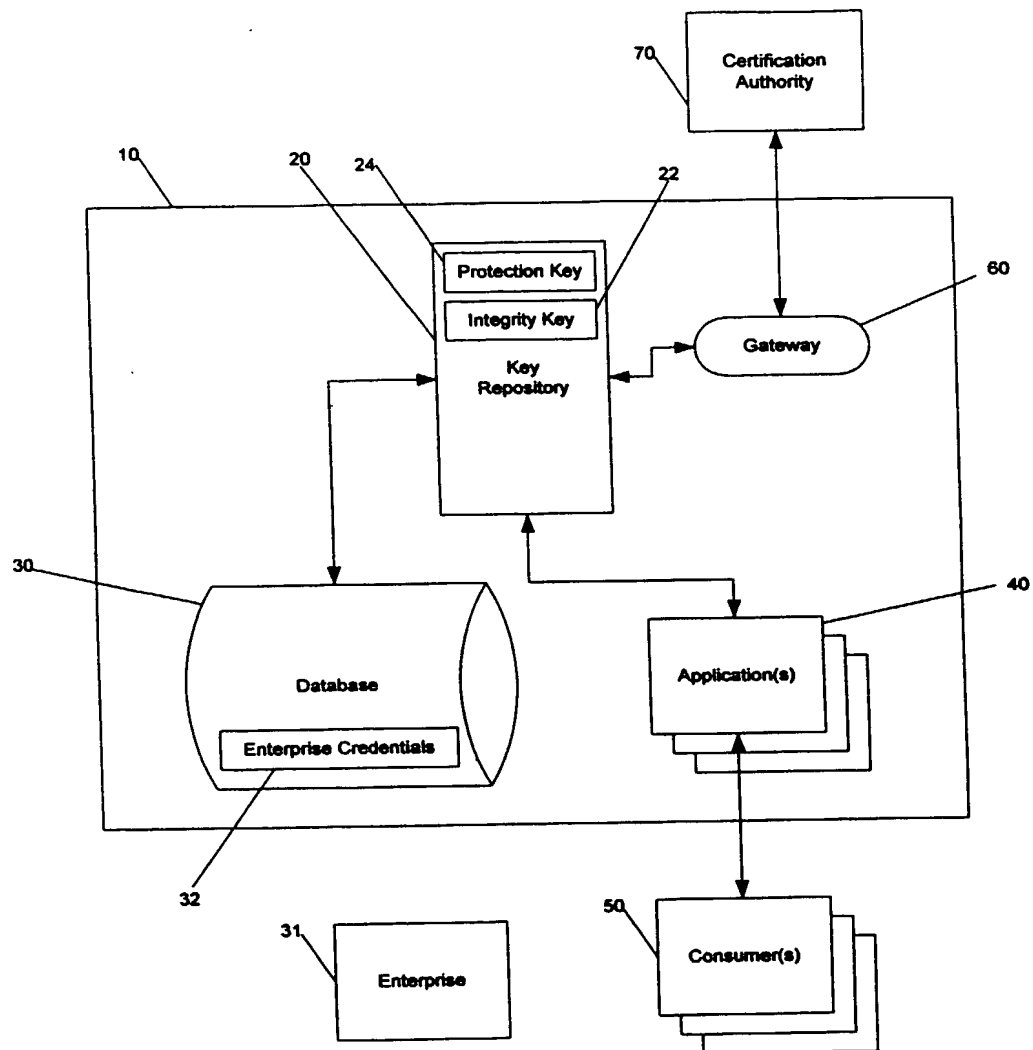 70
Certification
Authority
10
20
24
22
Protection Key
Integrity Key
Key
Repository
60
Gateway
30
Database
Enterprise Credentials
32
40
Application(s)
31
Enterprise
50
Consumer(s)